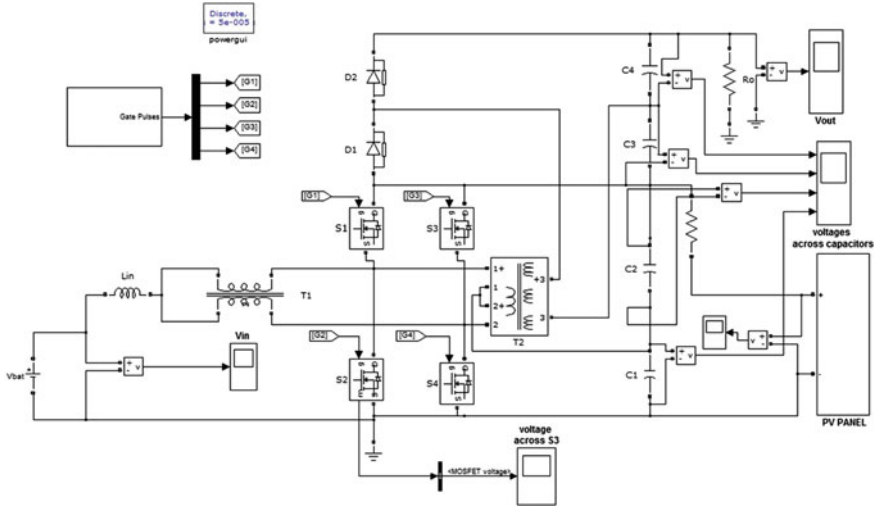 Discrete,
= 5e-005
powergui
Gate Pulses
[G1]
[G2]
[G3]
[G4]
D2
D1
C4
Ro
+
-
v
Vout
C3
[G1]
[G3]
g
D
S
S1
g
D
S
S3
voltages
across capacitors
Lin
T1
1+
1
2+
2
+3
3
T2
C2
+
-
PV PANEL
Vin
[G2]
[G4]
Vbat
S2
S4
C1
voltage
across S3
<MOSFET voltage>